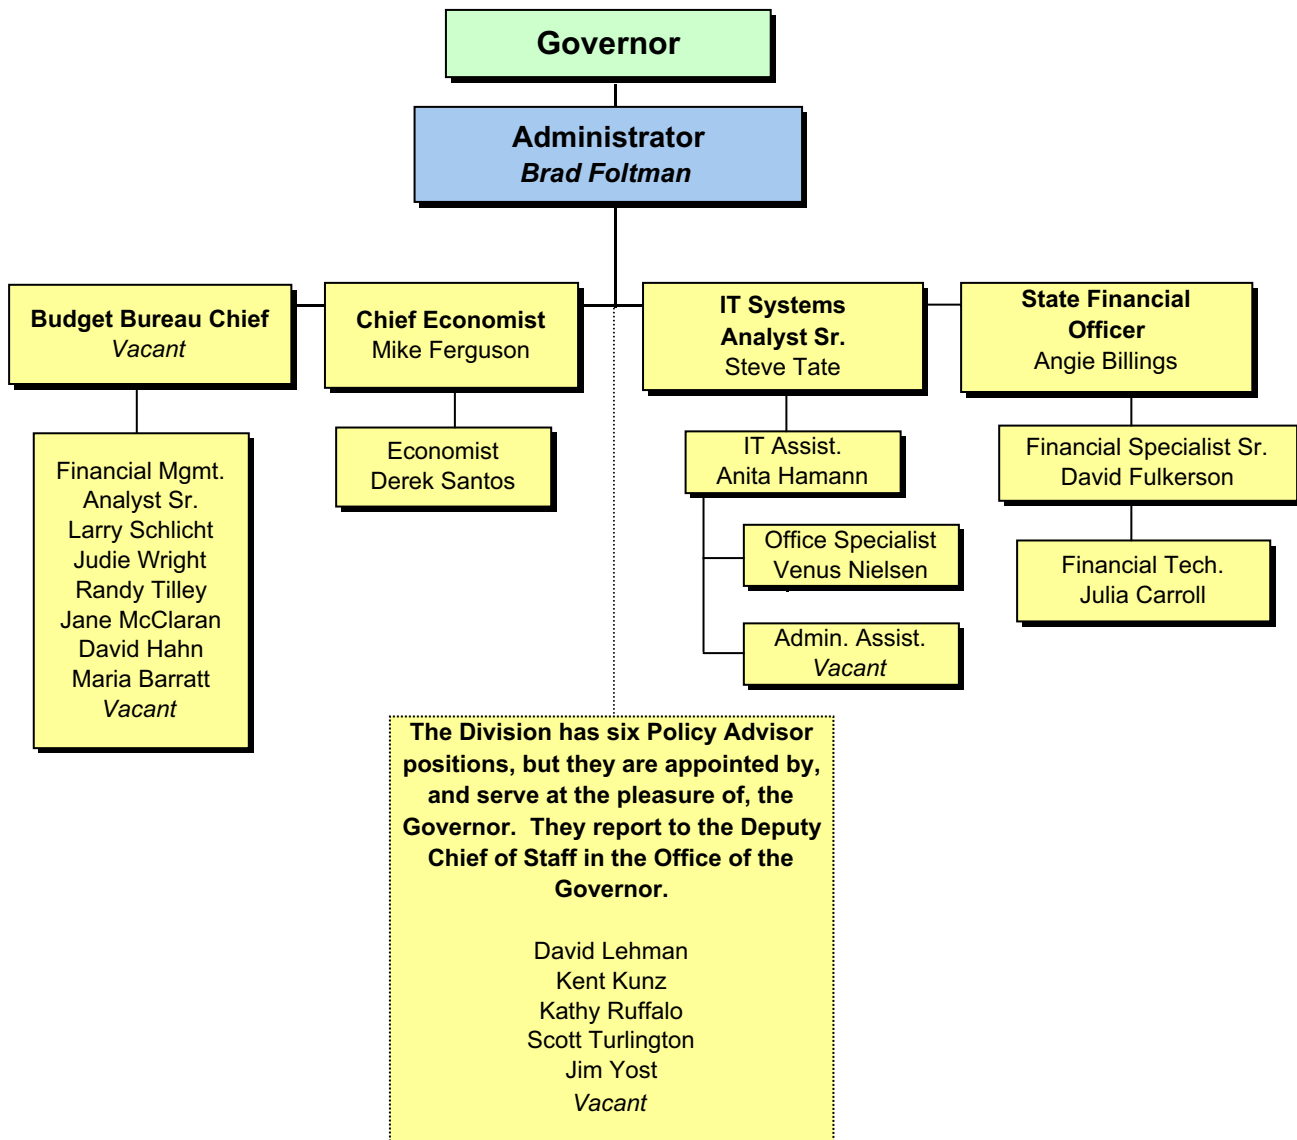 Governor
Administrator
Brad Foltman
Budget Bureau Chief
Vacant
Chief Economist
Mike Ferguson
IT Systems
Analyst Sr.
Steve Tate
State Financial
Officer
Angie Billings
Financial Mgmt.
Analyst Sr.
Larry Schlicht
Judie Wright
Randy Tilley
Jane McClaran
David Hahn
Maria Barratt
Vacant
Economist
Derek Santos
IT Assist.
Anita Hamann
Office Specialist
Venus Nielsen
Admin. Assist.
Vacant
Financial Specialist Sr.
David Fulkerson
Financial Tech.
Julia Carroll
The Division has six Policy Advisor
positions, but they are appointed by,
and serve at the pleasure of, the
Governor.  They report to the Deputy
Chief of Staff in the Office of the
Governor.
David Lehman
Kent Kunz
Kathy Ruffalo
Scott Turlington
Jim Yost
Vacant